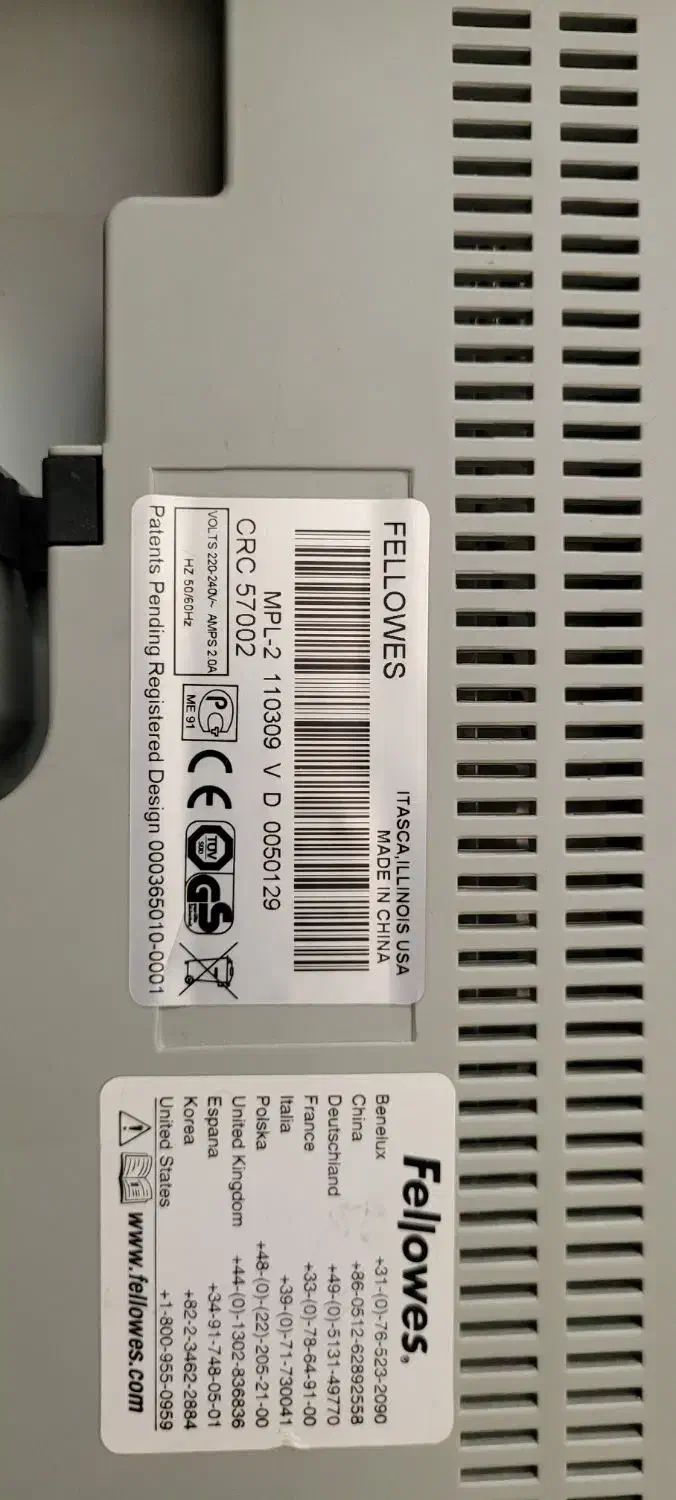 FELLOWES
ITASCA,ILLINOIS USA
MADE IN CHINA
MPL-2 110309 V D 0050129
CRC 57002
VOLTS 220-240V~ AMPS 2.0A
HZ 50/60Hz
PG
ME 91
CE
TÜV
SÜD
GS
Patents Pending Registered Design 000365010-0001
Fellowes®
Benelux +31-(0)-76-523-2090
China +86-0512-62892558
Deutschland +49-(0)-5131-49770
France +33-(0)-78-64-91-00
Italia +39-(0)-71-730041
Polska +48-(0)-(22)-205-21-00
United Kingdom +44-(0)-1302-836836
Espana +34-91-748-05-01
Korea +82-2-3462-2884
United States +1-800-955-0959
www.fellowes.com